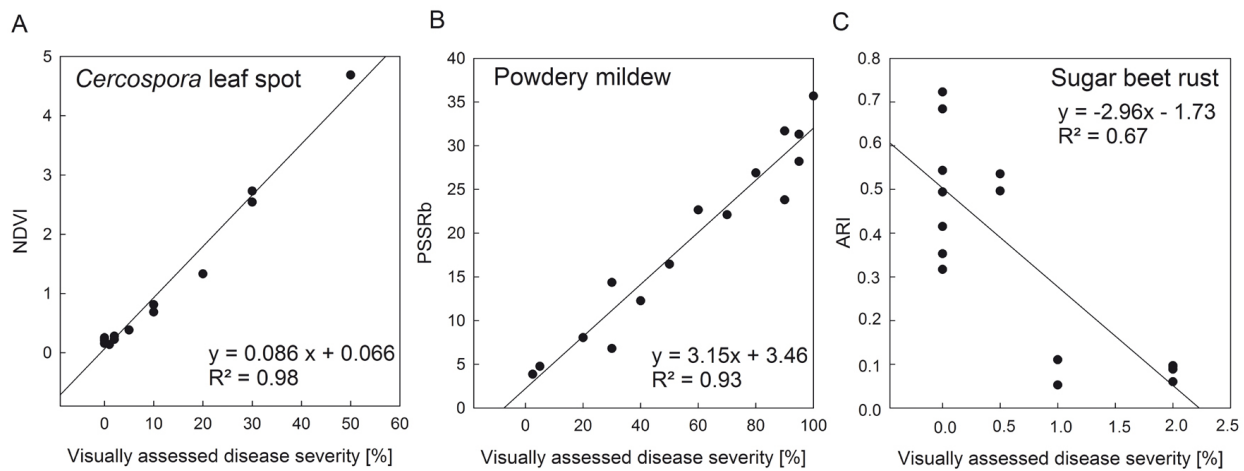 A
Cercospora leaf spot
5
4
3
2
1
0
NDVI
y = 0.086 x + 0.066
R² = 0.98
0 10 20 30 40 50 60
Visually assessed disease severity [%]
B
Powdery mildew
40
35
30
25
20
15
10
5
0
PSSRb
y = 3.15x + 3.46
R² = 0.93
0 20 40 60 80 100
Visually assessed disease severity [%]
C
Sugar beet rust
y = -2.96x - 1.73
R² = 0.67
0.8
0.7
0.6
0.5
0.4
0.3
0.2
0.1
0.0
ARI
0.0 0.5 1.0 1.5 2.0 2.5
Visually assessed disease severity [%]